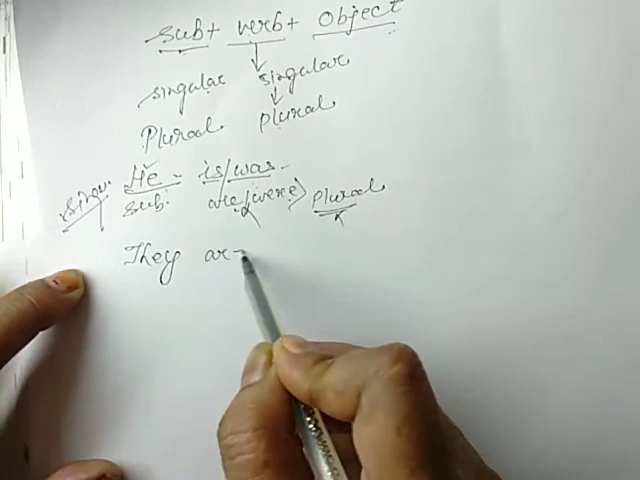 sub + verb + object
singular singular
Plural plural
He - is/was -
singu. sub. are/were> plural
They ar